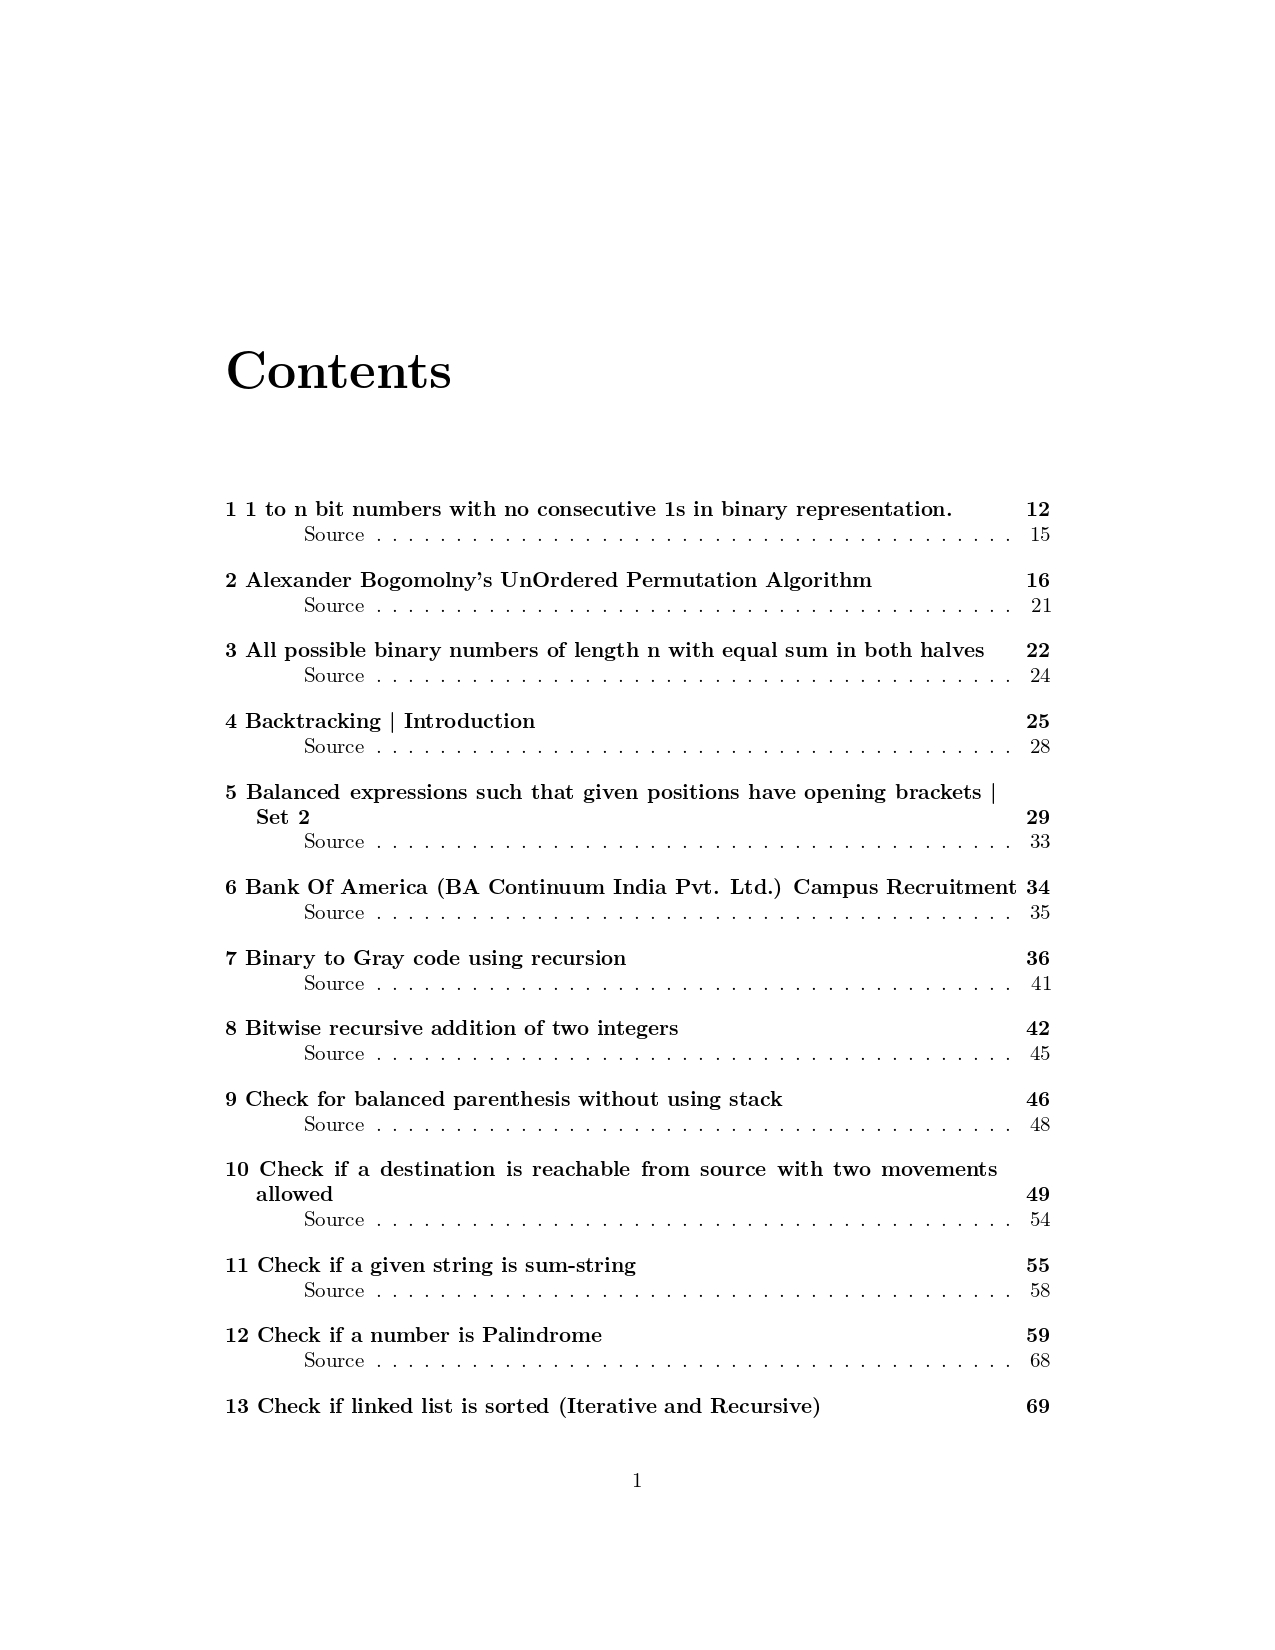 Contents
1 1 to n bit numbers with no consecutive 1s in binary representation. 12
Source . . . . . . . . . . . . . . . . . . . . . . . . . . . . . . . . . . . . . . . . 15
2 Alexander Bogomolny's UnOrdered Permutation Algorithm 16
Source . . . . . . . . . . . . . . . . . . . . . . . . . . . . . . . . . . . . . . . . 21
3 All possible binary numbers of length n with equal sum in both halves 22
Source . . . . . . . . . . . . . . . . . . . . . . . . . . . . . . . . . . . . . . . . 24
4 Backtracking | Introduction 25
Source . . . . . . . . . . . . . . . . . . . . . . . . . . . . . . . . . . . . . . . . 28
5 Balanced expressions such that given positions have opening brackets |
Set 2 29
Source . . . . . . . . . . . . . . . . . . . . . . . . . . . . . . . . . . . . . . . . 33
6 Bank Of America (BA Continuum India Pvt. Ltd.) Campus Recruitment 34
Source . . . . . . . . . . . . . . . . . . . . . . . . . . . . . . . . . . . . . . . . 35
7 Binary to Gray code using recursion 36
Source . . . . . . . . . . . . . . . . . . . . . . . . . . . . . . . . . . . . . . . . 41
8 Bitwise recursive addition of two integers 42
Source . . . . . . . . . . . . . . . . . . . . . . . . . . . . . . . . . . . . . . . . 45
9 Check for balanced parenthesis without using stack 46
Source . . . . . . . . . . . . . . . . . . . . . . . . . . . . . . . . . . . . . . . . 48
10 Check if a destination is reachable from source with two movements
allowed 49
Source . . . . . . . . . . . . . . . . . . . . . . . . . . . . . . . . . . . . . . . . 54
11 Check if a given string is sum-string 55
Source . . . . . . . . . . . . . . . . . . . . . . . . . . . . . . . . . . . . . . . . 58
12 Check if a number is Palindrome 59
Source . . . . . . . . . . . . . . . . . . . . . . . . . . . . . . . . . . . . . . . . 68
13 Check if linked list is sorted (Iterative and Recursive) 69
1